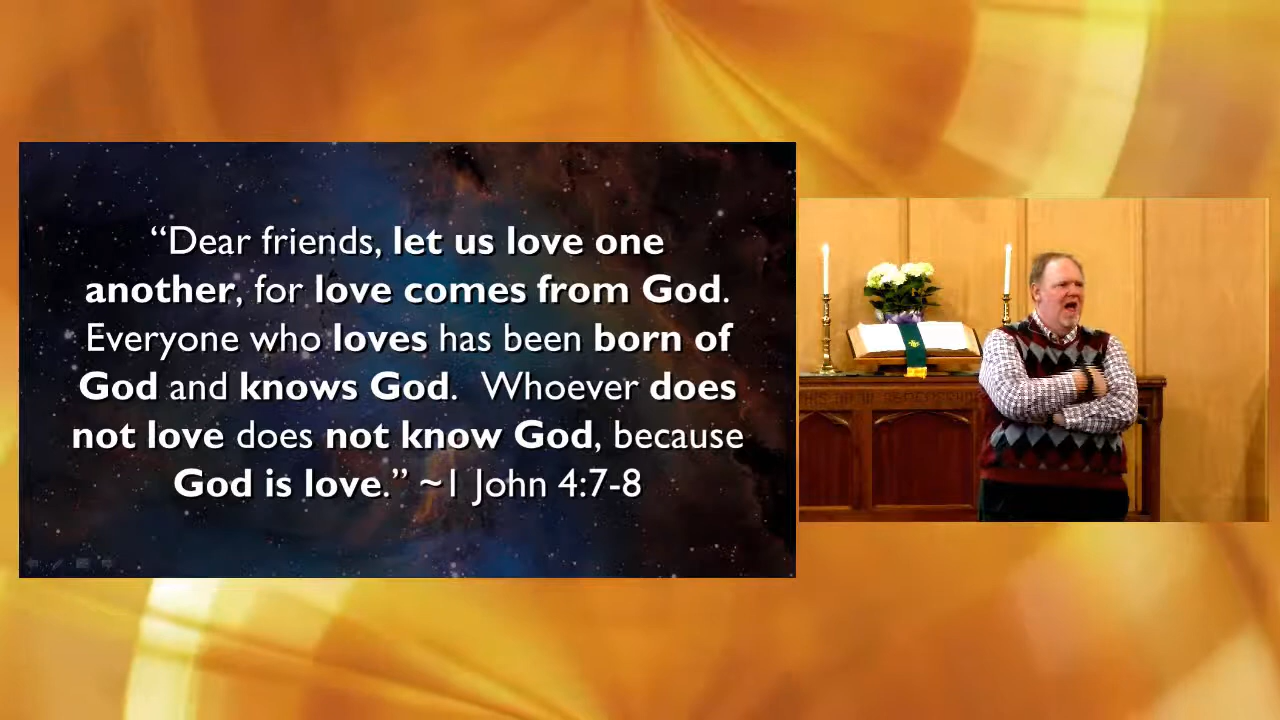 “Dear friends, let us love one
another, for love comes from God.
Everyone who loves has been born of
God and knows God.  Whoever does
not love does not know God, because
God is love.” ~1 John 4:7-8